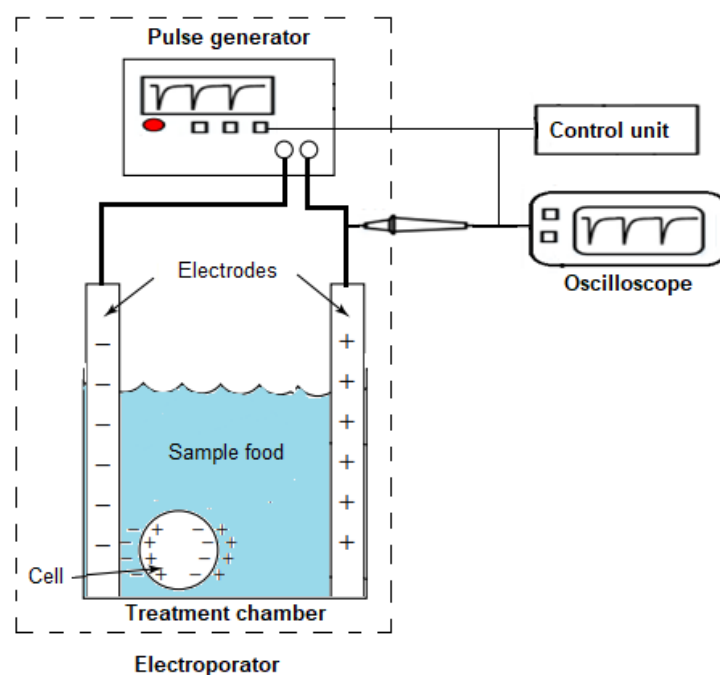 Pulse generator
Control unit
Oscilloscope
Electrodes
Sample food
Cell
Treatment chamber
Electroporator